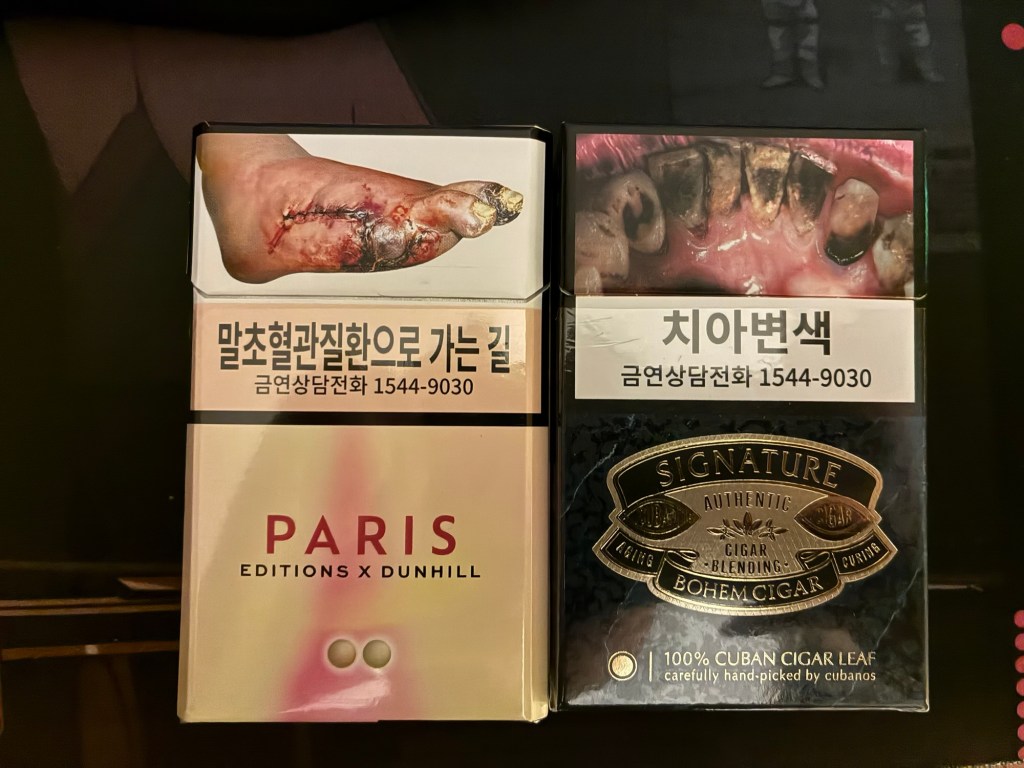 말초혈관질환으로 가는 길
금연상담전화 1544-9030
PARIS
EDITIONS X DUNHILL
치아변색
금연상담전화 1544-9030
SIGNATURE
AUTHENTIC
CUBAN CIGAR
CIGAR
•BLENDING•
AGING CURING
BOHEM CIGAR
100% CUBAN CIGAR LEAF
carefully hand-picked by cubanos